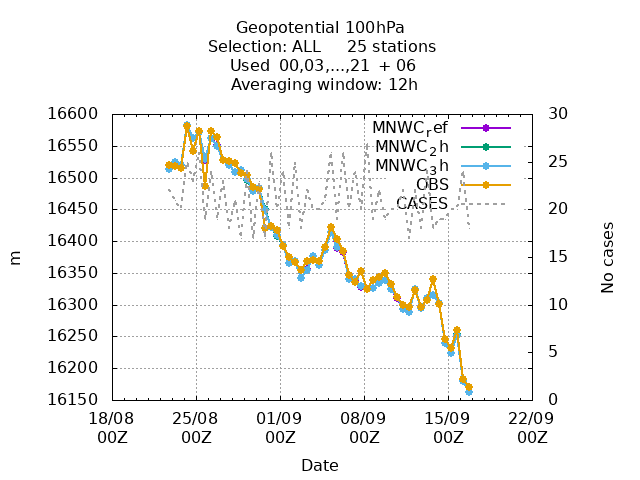 Geopotential 100hPa
Selection: ALL 25 stations
Used 00,03,...,21 + 06
Averaging window: 12h
16600
16550
16500
16450
16400
16350
16300
16250
16200
16150
30
25
20
15
10
5
0
MNWC_ref
MNWC_2h
MNWC_3h
OBS
CASES
m
No cases
18/08 25/08 01/09 08/09 15/09 22/09
00Z 00Z 00Z 00Z 00Z 00Z
Date